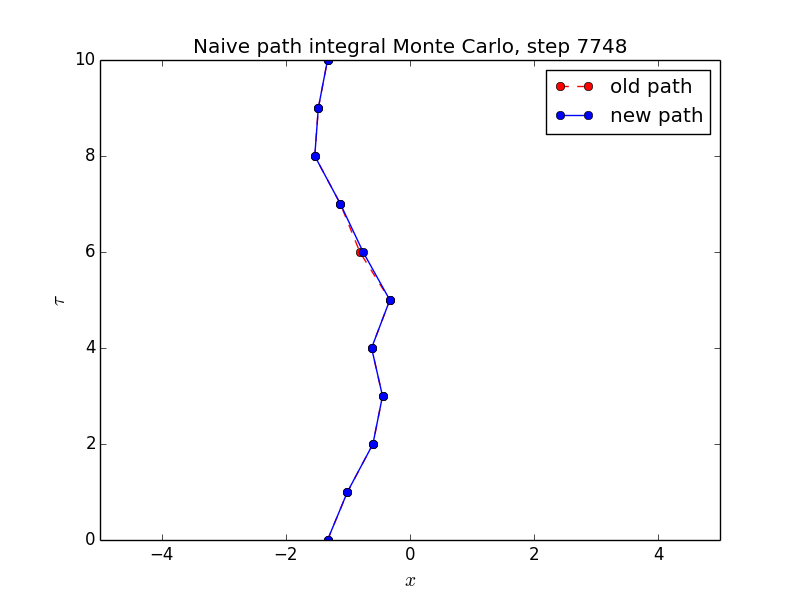 Naive path integral Monte Carlo, step 7748
10
old path
new path
8
6
τ
4
2
0
−4 −2 0 2 4
x